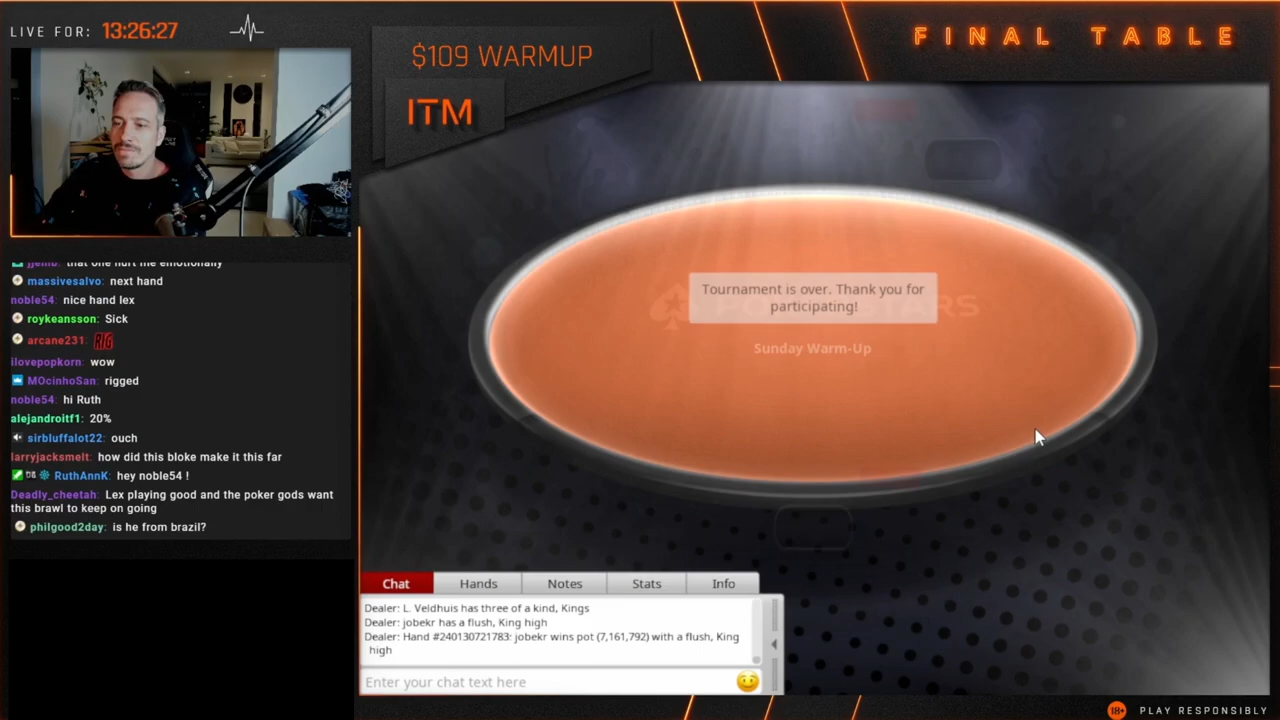 LIVE FOR: 13:26:27
$109 WARMUP
ITM
FINAL TABLE
that one hurt me emotionally
massivesalvo: next hand
noble54: nice hand lex
roykeansson: Sick
arcane231: RIG
ilovepopkorn: wow
MOcinhoSan: rigged
noble54: hi Ruth
alejandroitf1: 20%
sirbluffalot22: ouch
larryjacksmelt: how did this bloke make it this far
RuthAnnK: hey noble54 !
Deadly_cheetah: Lex playing good and the poker gods want
this brawl to keep on going
philgood2day: is he from brazil?
Tournament is over. Thank you for
participating!
Sunday Warm-Up
Chat Hands Notes Stats Info
Dealer: L. Veldhuis has three of a kind, Kings
Dealer: jobekr has a flush, King high
Dealer: Hand #240130721783: jobekr wins pot (7,161,792) with a flush, King
high
Enter your chat text here
18+ PLAY RESPONSIBLY